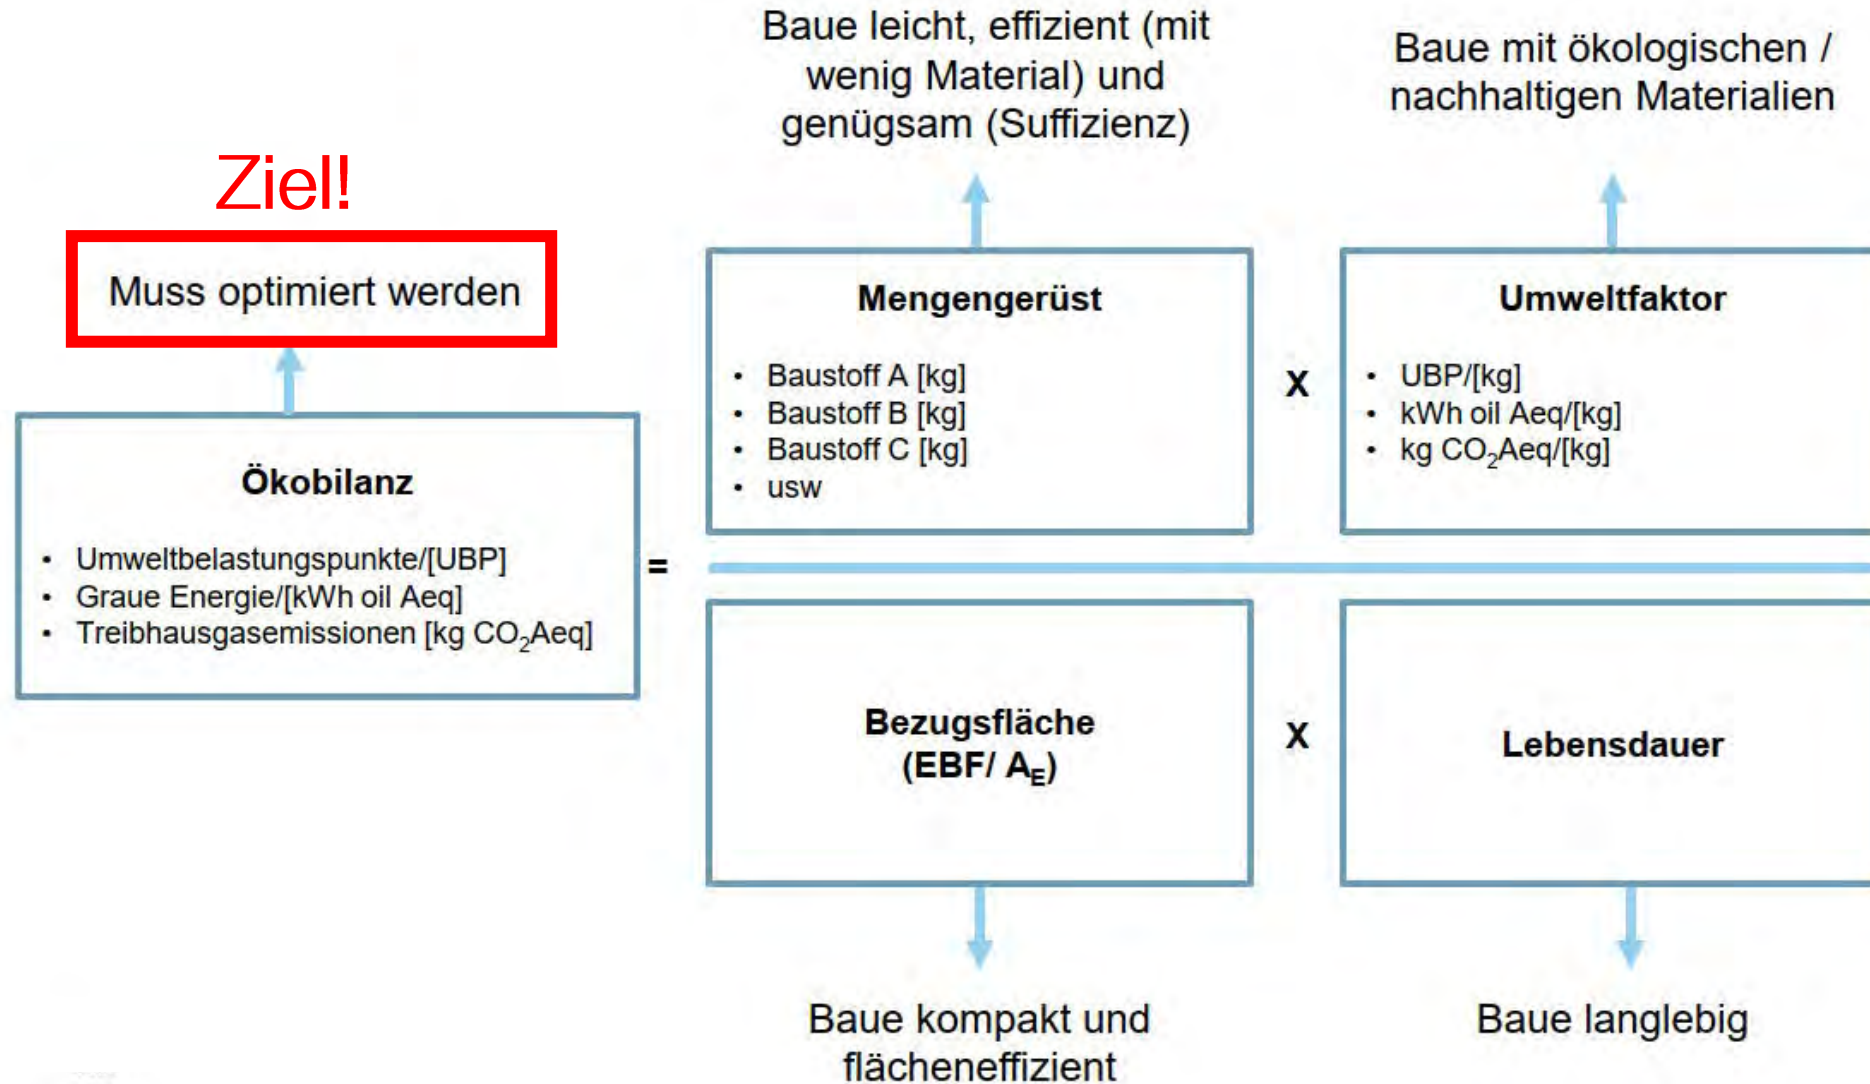 Baue leicht, effizient (mit
wenig Material) und
genügsam (Suffizienz)
Baue mit ökologischen /
nachhaltigen Materialien
Ziel!
Muss optimiert werden
Ökobilanz
• Umweltbelastungspunkte/[UBP]
• Graue Energie/[kWh oil Aeq]
• Treibhausgasemissionen [kg CO₂Aeq]
=
Mengengerüst
• Baustoff A [kg]
• Baustoff B [kg]
• Baustoff C [kg]
• usw
X
Umweltfaktor
• UBP/[kg]
• kWh oil Aeq/[kg]
• kg CO₂Aeq/[kg]
Bezugsfläche
(EBF/ A_E)
X
Lebensdauer
Baue kompakt und
flächeneffizient
Baue langlebig